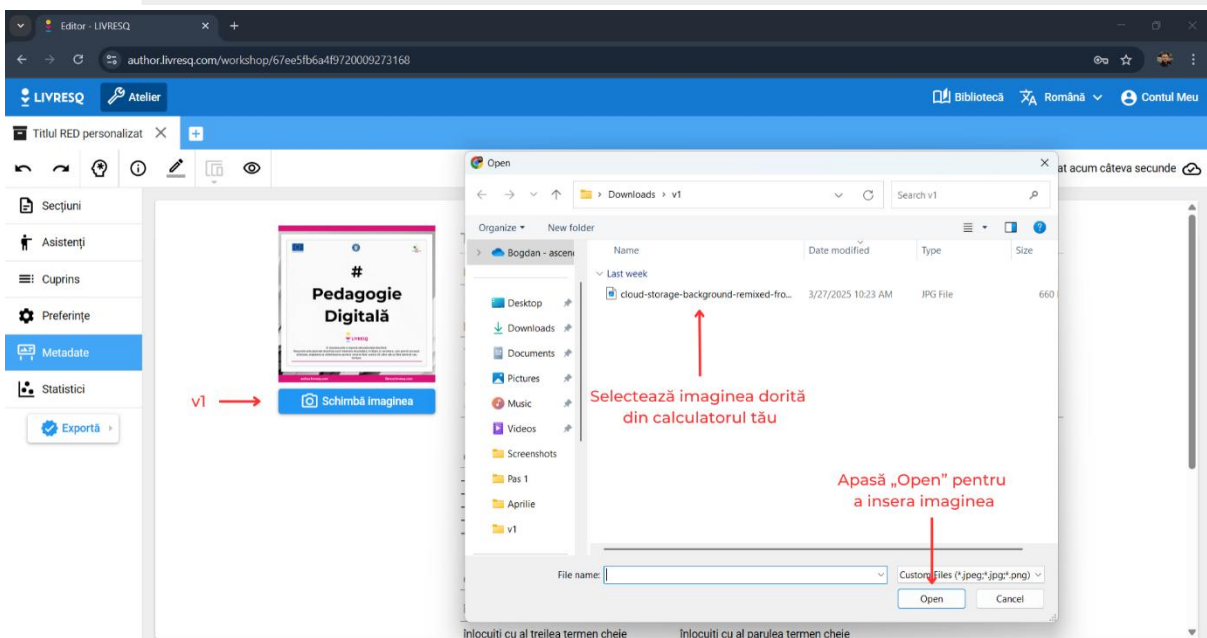 Editor - LIVRESQ
author.livresq.com/workshop/67ee5fb6a4f9720009273168
LIVRESQ Atelier Bibliotecă Română Contul Meu
Titlul RED personalizat
at acum câteva secunde
Secțiuni
Asistenți
Cuprins
Preferințe
Metadate
Statistici
Exportă
#
Pedagogie
Digitală
LIVRESQ
v1
Schimbă imaginea
Open
Downloads > v1
Search v1
Organize New folder
Bogdan - ascen
Desktop
Downloads
Documents
Pictures
Music
Videos
Screenshots
Pas 1
Aprilie
v1
Name Date modified Type Size
Last week
cloud-storage-background-remixed-fro... 3/27/2025 10:23 AM JPG File 660
Selectează imaginea dorită
din calculatorul tău
Apasă „Open” pentru
a insera imaginea
File name: Custom Files (*.jpeg;*.jpg;*.png)
Open Cancel
Înlocuiți cu al treilea termen cheie Înlocuiți cu al patrulea termen cheie